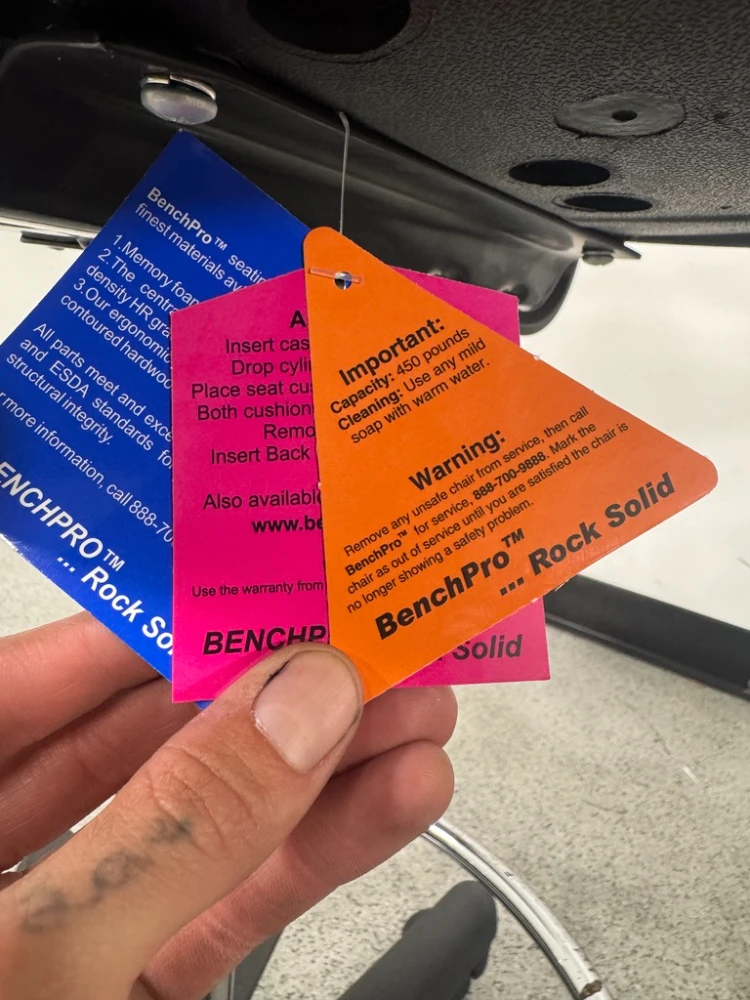 BenchPro™ seati
finest materials av
1. Memory foar
2. The centr
density HR gra
3. Our ergonomic
contoured hardwoo
All parts meet and exce
and ESDA standards fo
structural integrity.
r more information, call 888-70
ENCHPRO™
... Rock So
A
Insert cas
Drop cyli
Place seat cus
Both cushion
Remo
Insert Back
Also available
www.be
Use the warranty from
BENCHP
Solid
Important:
Capacity: 450 pounds
Cleaning: Use any mild
soap with warm water.
Warning:
Remove any unsafe chair from service, then call
BenchPro™ for service, 888-700-9888. Mark the
chair as out of service until you are satisfied the chair is
no longer showing a safety problem.
BenchPro™
... Rock Solid